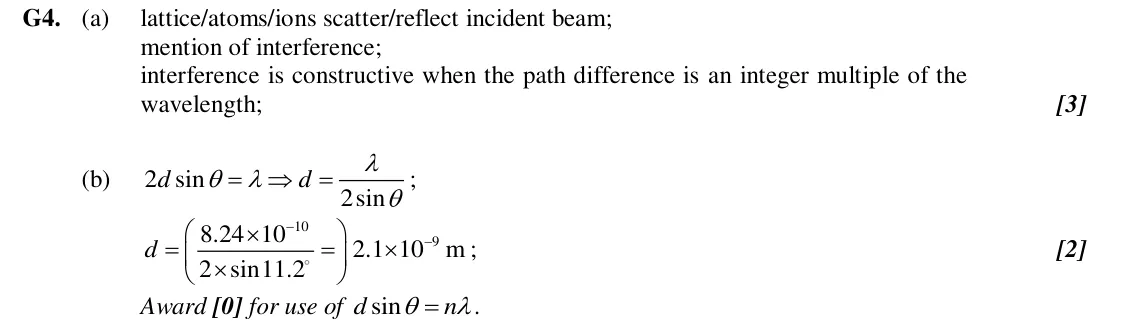 G4. (a) lattice/atoms/ions scatter/reflect incident beam;
mention of interference;
interference is constructive when the path difference is an integer multiple of the
wavelength; [3]
(b) 2d sin θ = λ ⇒ d = λ / 2 sin θ ;
d = ( 8.24×10⁻¹⁰ / 2×sin11.2° = ) 2.1×10⁻⁹ m ; [2]
Award [0] for use of d sin θ = nλ.